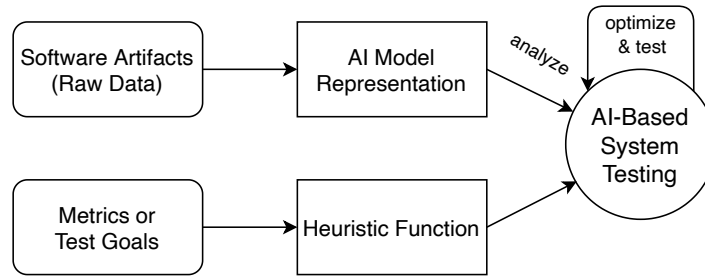 Software Artifacts
(Raw Data)
AI Model
Representation
analyze
optimize
& test
AI-Based
System
Testing
Metrics or
Test Goals
Heuristic Function